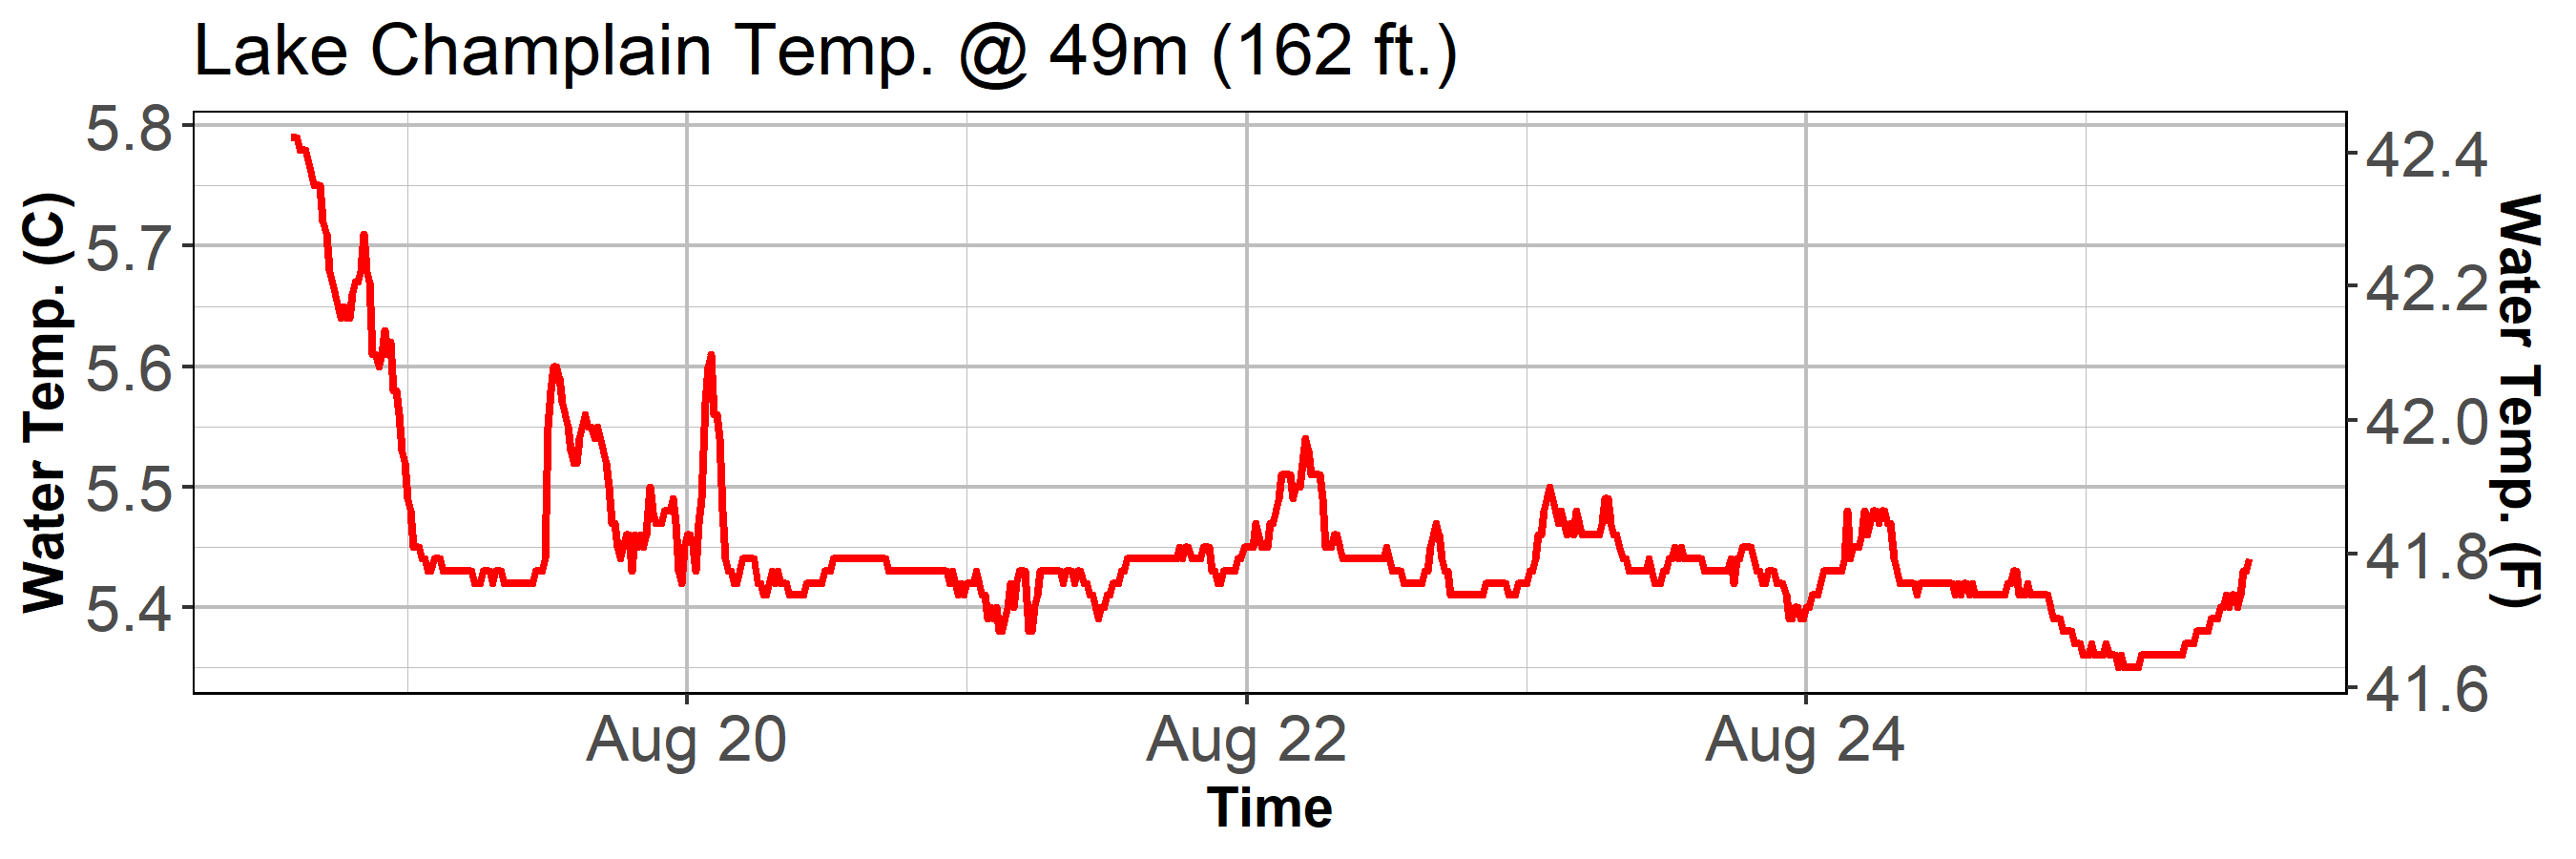 Lake Champlain Temp. @ 49m (162 ft.)
Water Temp. (C)
5.8
5.7
5.6
5.5
5.4
42.4
42.2
42.0
41.8
41.6
Water Temp. (F)
Aug 20
Aug 22
Aug 24
Time